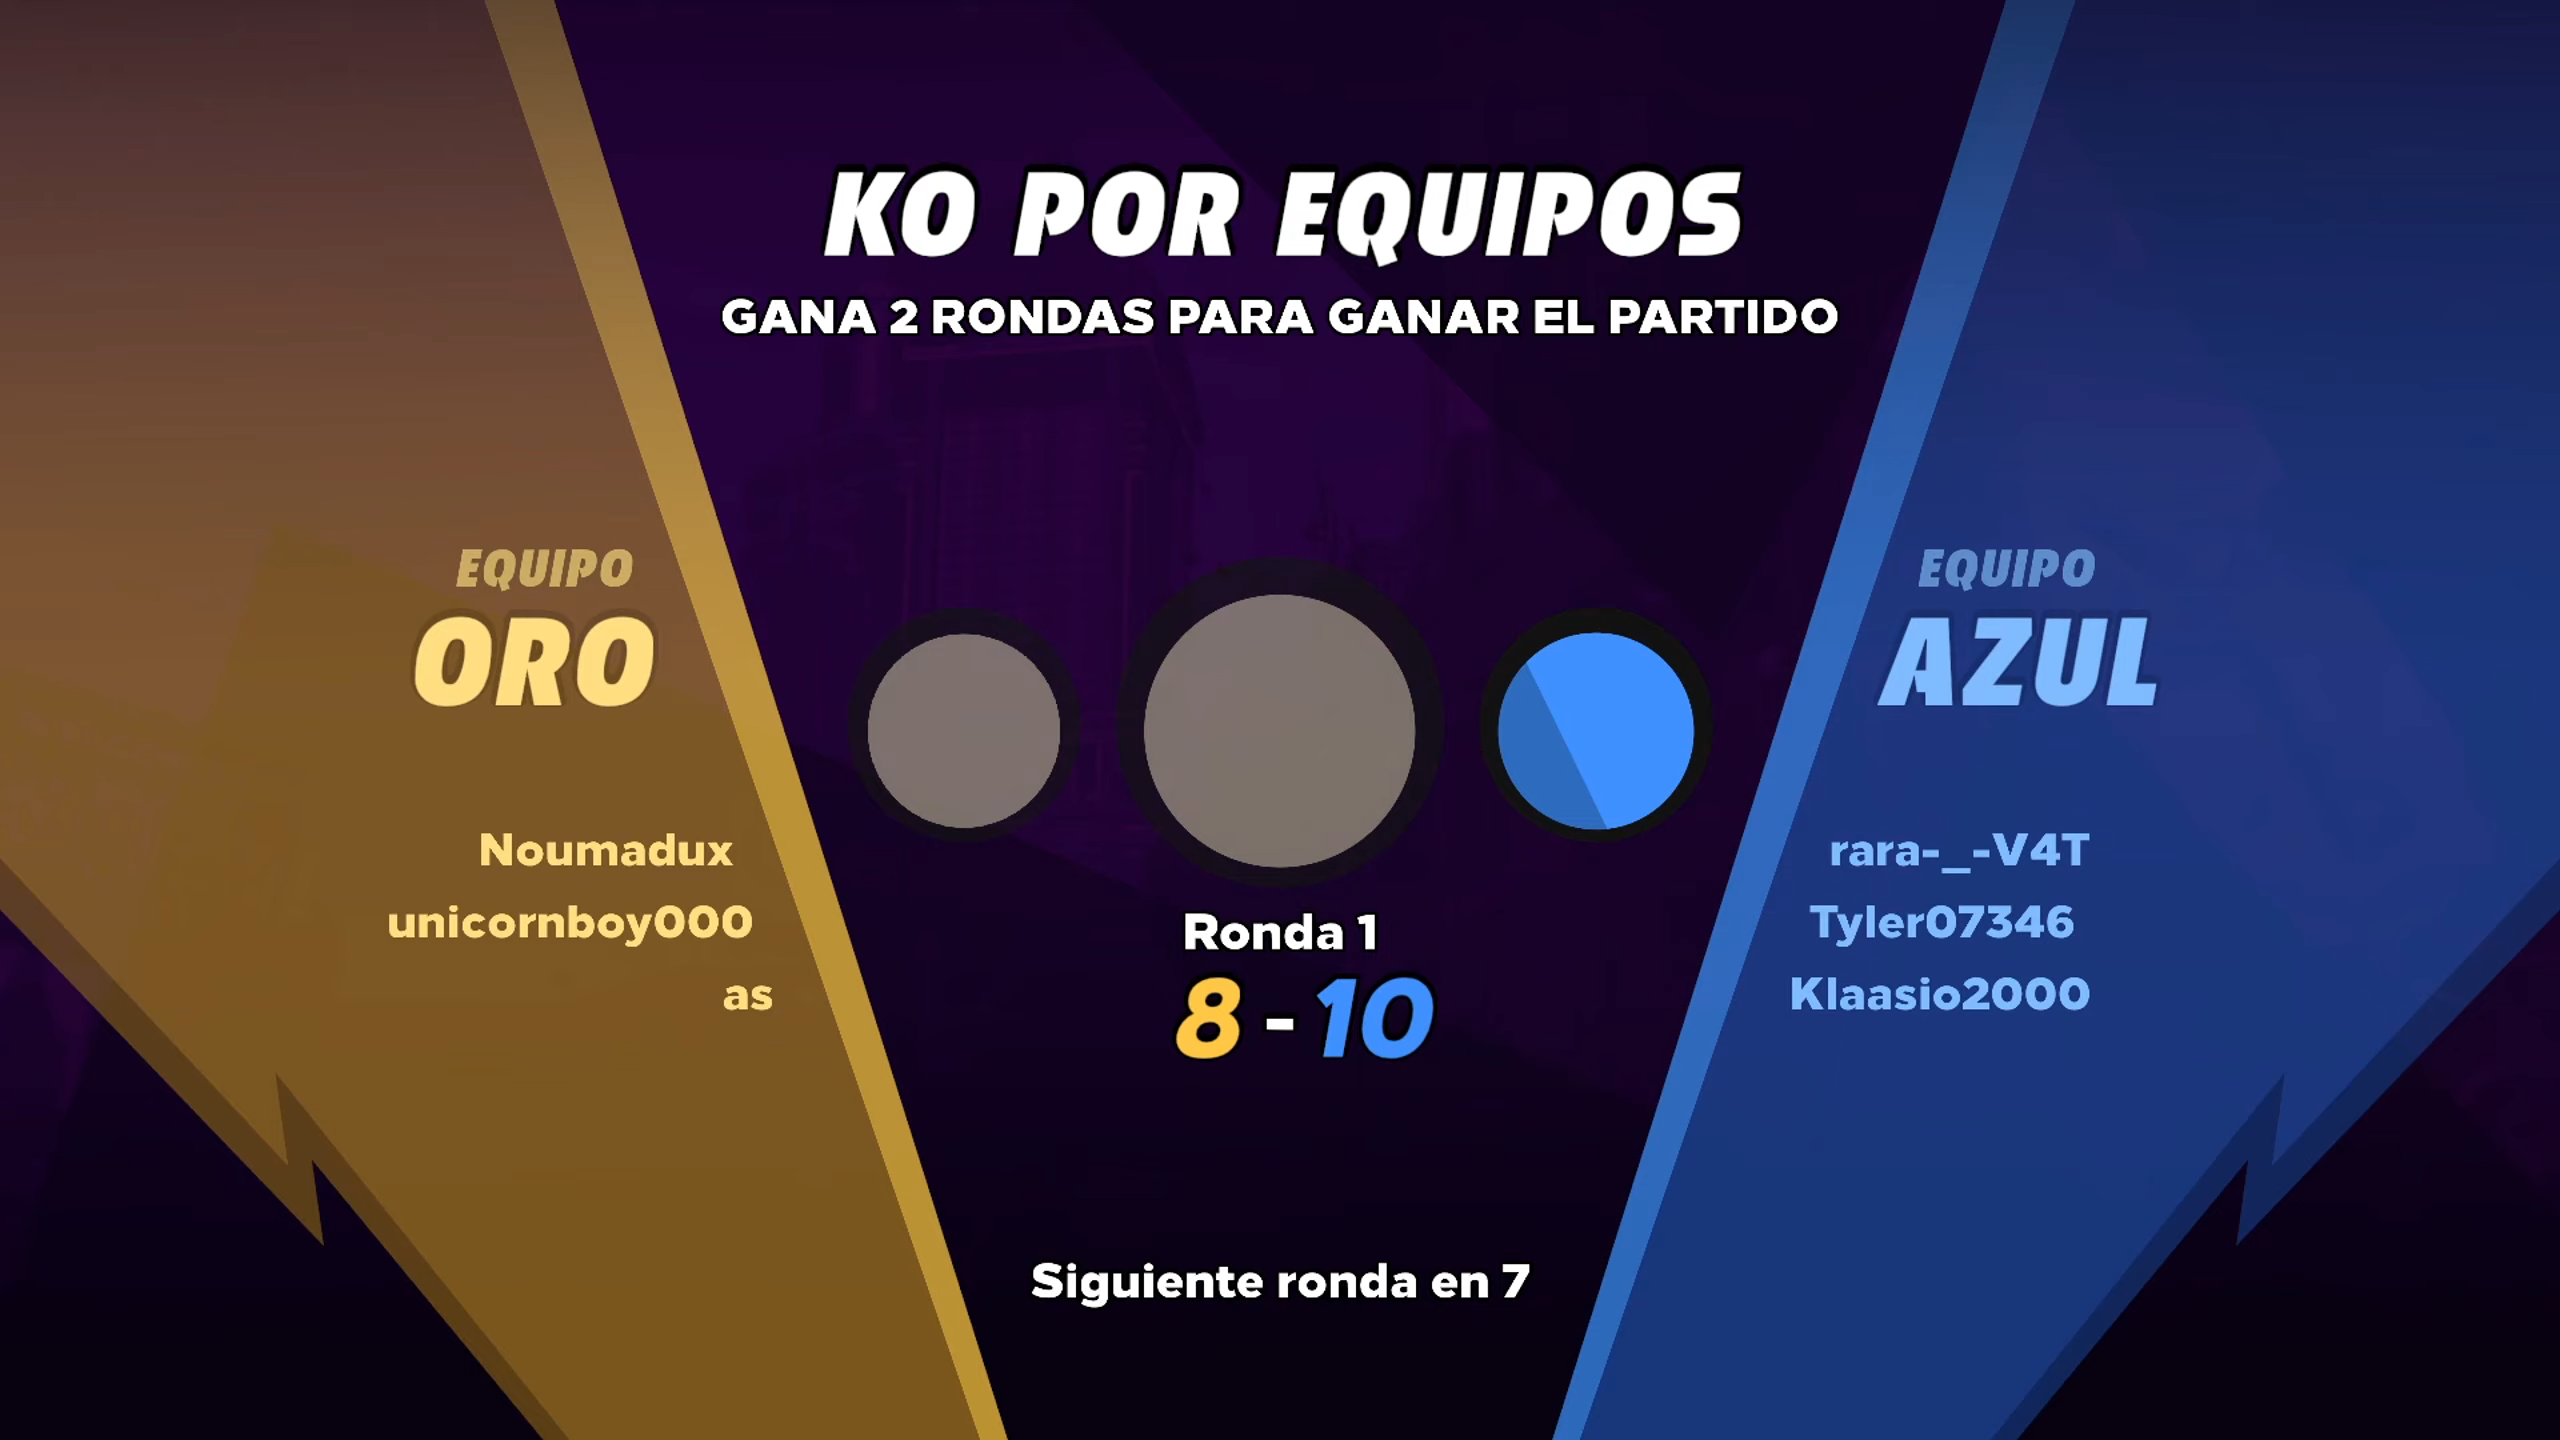 KO POR EQUIPOS
GANA 2 RONDAS PARA GANAR EL PARTIDO
EQUIPO
ORO
Noumadux
unicornboy000
as
EQUIPO
AZUL
rara-_-V4T
Tyler07346
Klaasio2000
Ronda 1
8 - 10
Siguiente ronda en 7